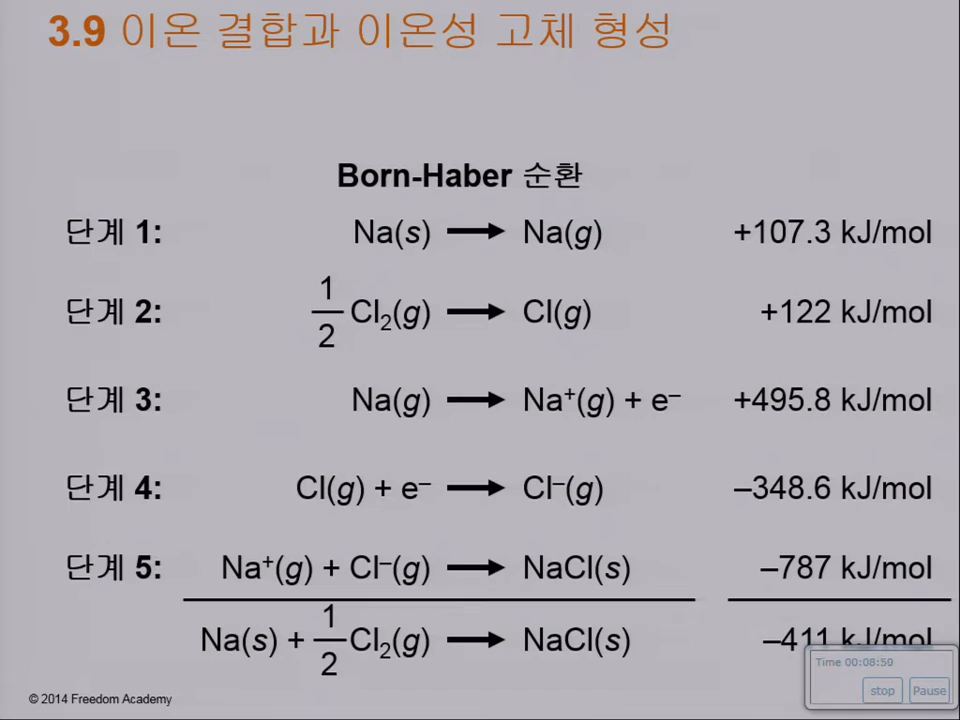 3.9 이온 결합과 이온성 고체 형성
Born-Haber 순환
단계 1: Na(s) ⟶ Na(g) +107.3 kJ/mol
단계 2: 1/2 Cl₂(g) ⟶ Cl(g) +122 kJ/mol
단계 3: Na(g) ⟶ Na⁺(g) + e⁻ +495.8 kJ/mol
단계 4: Cl(g) + e⁻ ⟶ Cl⁻(g) –348.6 kJ/mol
단계 5: Na⁺(g) + Cl⁻(g) ⟶ NaCl(s) –787 kJ/mol
Na(s) + 1/2 Cl₂(g) ⟶ NaCl(s) –411 kJ/mol
Time 00:08:50
stop Pause
© 2014 Freedom Academy